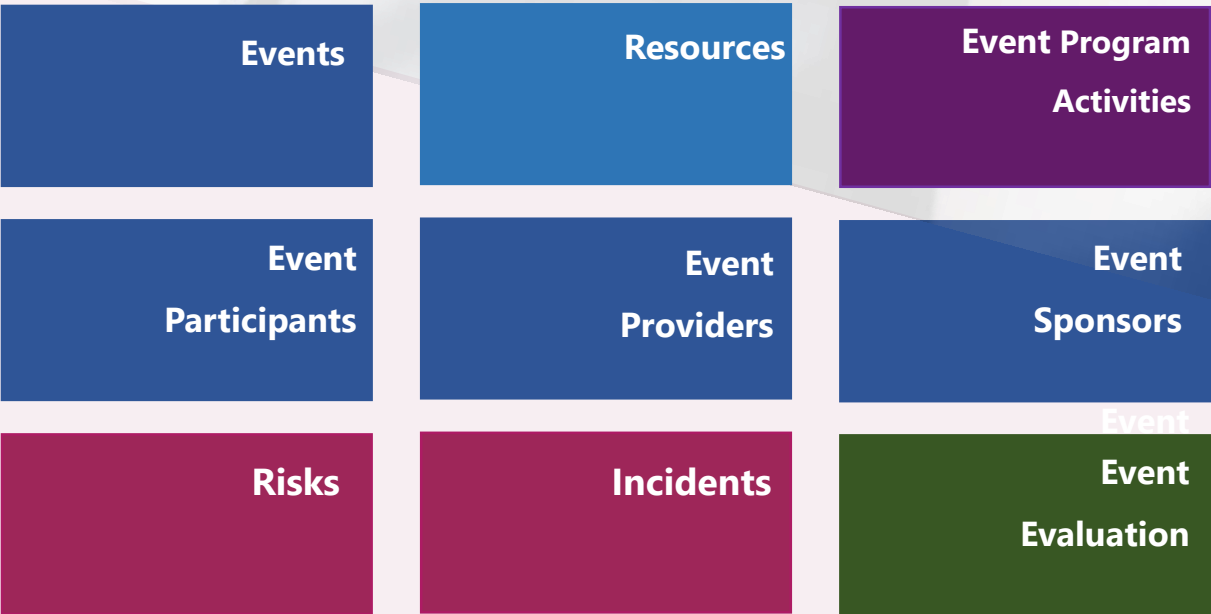 Events
Resources
Event Program
Activities
Event
Participants
Event
Providers
Event
Sponsors
Risks
Incidents
Event
Event
Evaluation